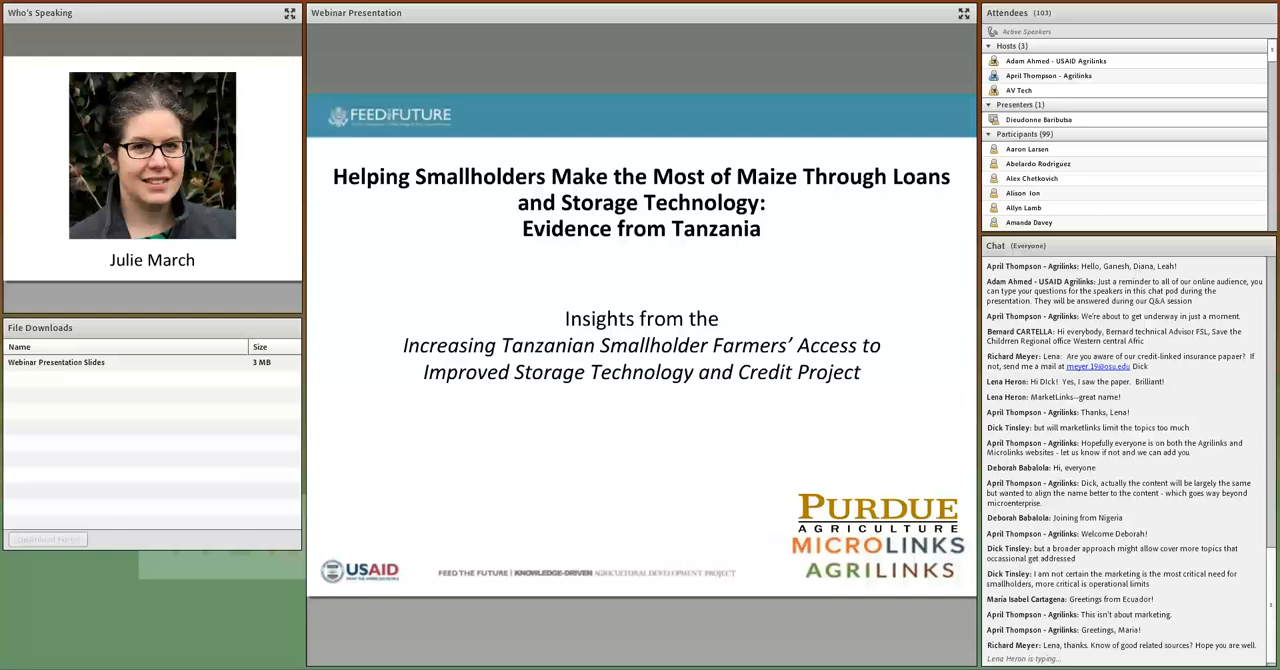 Who's Speaking
Julie March
File Downloads
Name Size
Webinar Presentation Slides 3 MB
Webinar Presentation
FEED THE FUTURE
Helping Smallholders Make the Most of Maize Through Loans
and Storage Technology:
Evidence from Tanzania
Insights from the
Increasing Tanzanian Smallholder Farmers' Access to
Improved Storage Technology and Credit Project
PURDUE
AGRICULTURE
MICROLINKS
AGRILINKS
USAID
FROM THE AMERICAN PEOPLE
FEED THE FUTURE | KNOWLEDGE-DRIVEN AGRICULTURAL DEVELOPMENT PROJECT
Attendees (103)
Active Speakers
Hosts (3)
Adam Ahmed - USAID Agrilinks
April Thompson - Agrilinks
AV Tech
Presenters (1)
Dieudonne Baributsa
Participants (99)
Aaron Larsen
Abelardo Rodriguez
Alex Chetkovich
Alison Ion
Allyn Lamb
Amanda Davey
Chat (Everyone)
April Thompson - Agrilinks: Hello, Ganesh, Diana, Leah!
Adam Ahmed - USAID Agrilinks: Just a reminder to all of our online audience, you
can type your questions for the speakers in this chat pod during the
presentation. They will be answered during our Q&A session
April Thompson - Agrilinks: We're about to get underway in just a moment.
Bernard CARTELLA: Hi everybody, Bernard technical Advisor FSL, Save the
Children Regional office Western central Afric
Richard Meyer: Lena: Are you aware of our credit-linked insurance papaer? If
not, send me a mail at meyer.19@osu.edu Dick
Lena Heron: Hi DIck! Yes, I saw the paper. Brilliant!
Lena Heron: MarketLinks--great name!
April Thompson - Agrilinks: Thanks, Lena!
Dick Tinsley: but will marketlinks limit the topics too much
April Thompson - Agrilinks: Hopefully everyone is on both the Agrilinks and
Microlinks websites - let us know if not and we can add you.
Deborah Babalola: Hi, everyone
April Thompson - Agrilinks: Dick, actually the content will be largely the same
but wanted to align the name better to the content - which goes way beyond
microenterprise.
Deborah Babalola: Joining from Nigeria
April Thompson - Agrilinks: Welcome Deborah!
Dick Tinsley: but a broader approach might allow cover more topics that
occassional get addressed
Dick Tinsley: I am not certain the marketing is the most critical need for
smallholders, more critical is operational limits
María Isabel Cartagena: Greetings from Ecuador!
April Thompson - Agrilinks: This isn't about marketing.
April Thompson - Agrilinks: Greetings, Maria!
Richard Meyer: Lena, thanks. Know of good related sources? Hope you are well.
Lena Heron is typing...